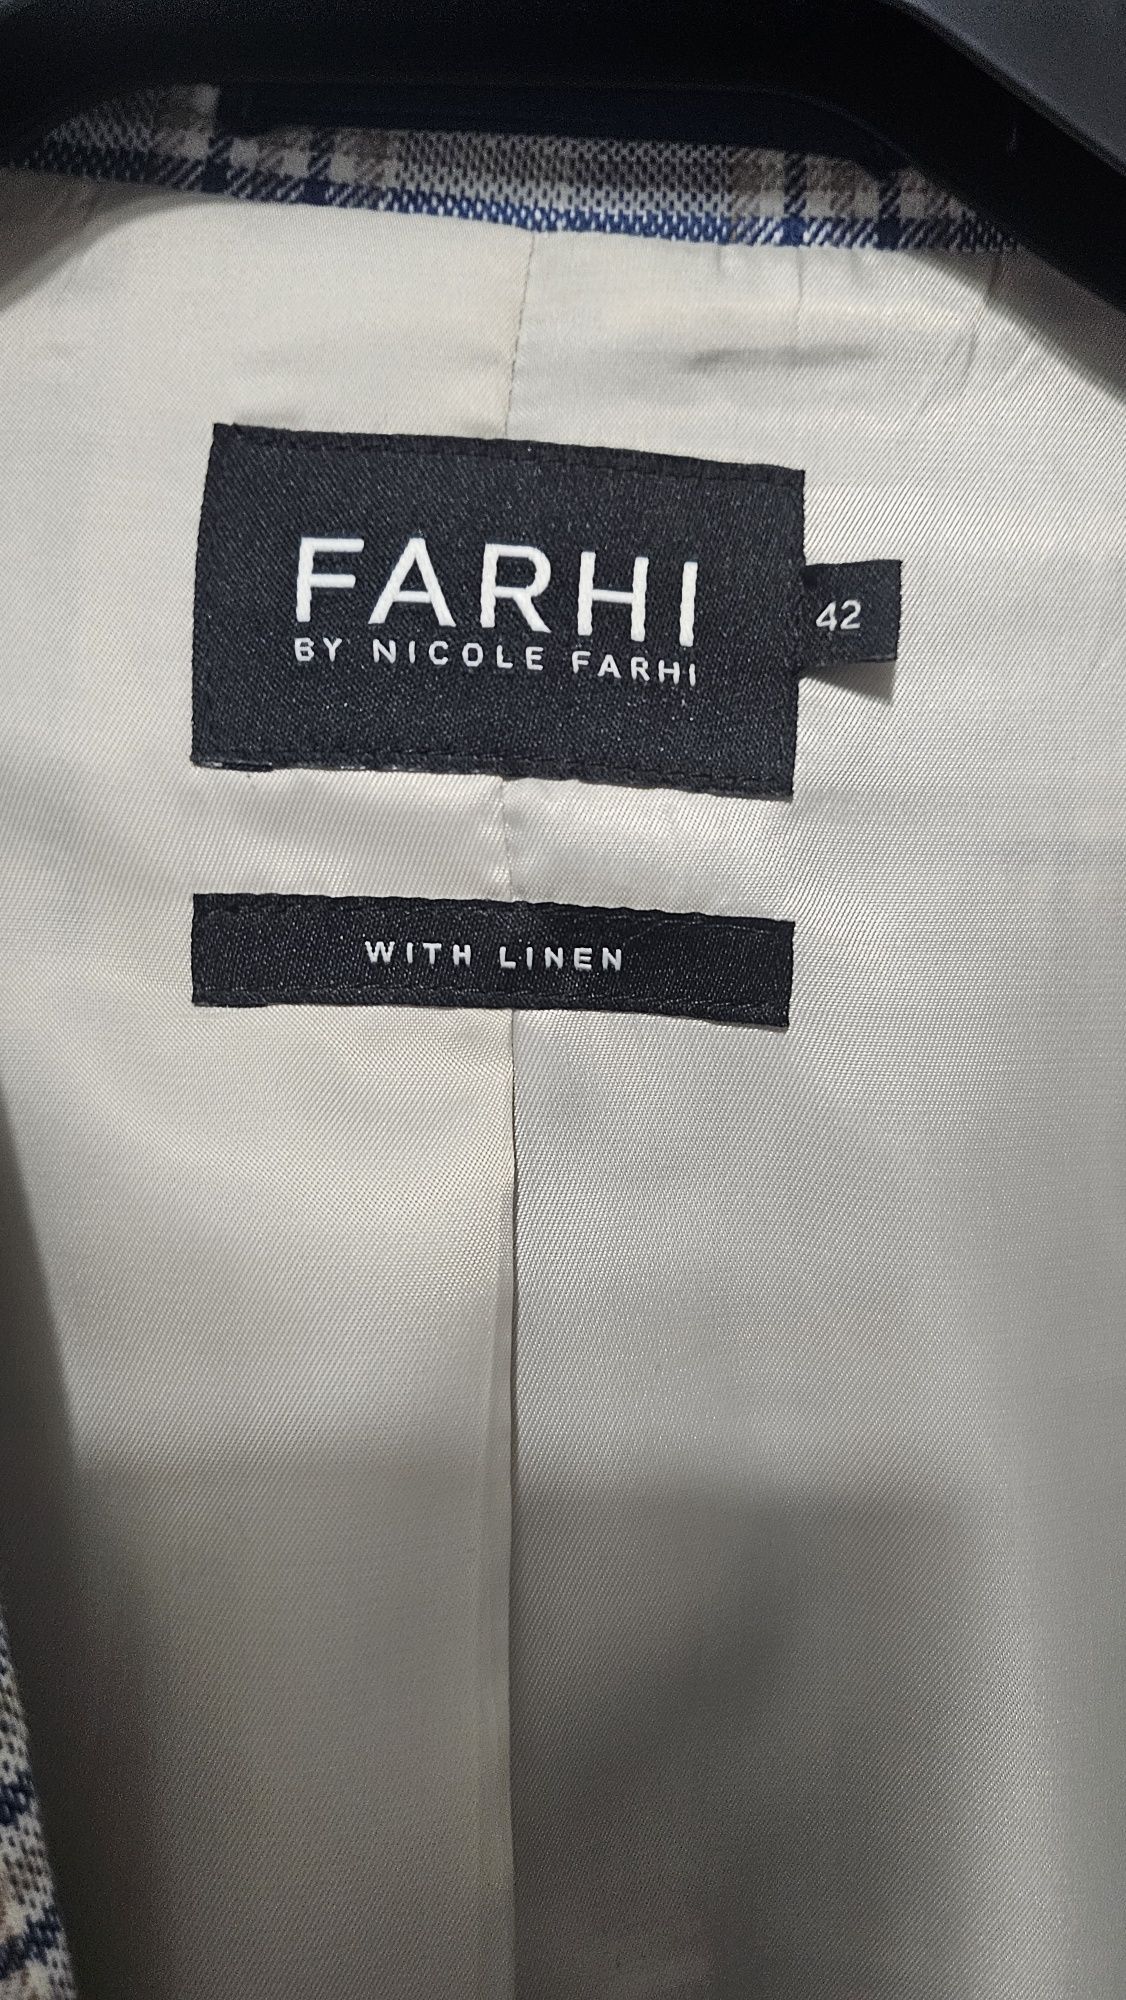 FARHI
BY NICOLE FARHI
42
WITH LINEN